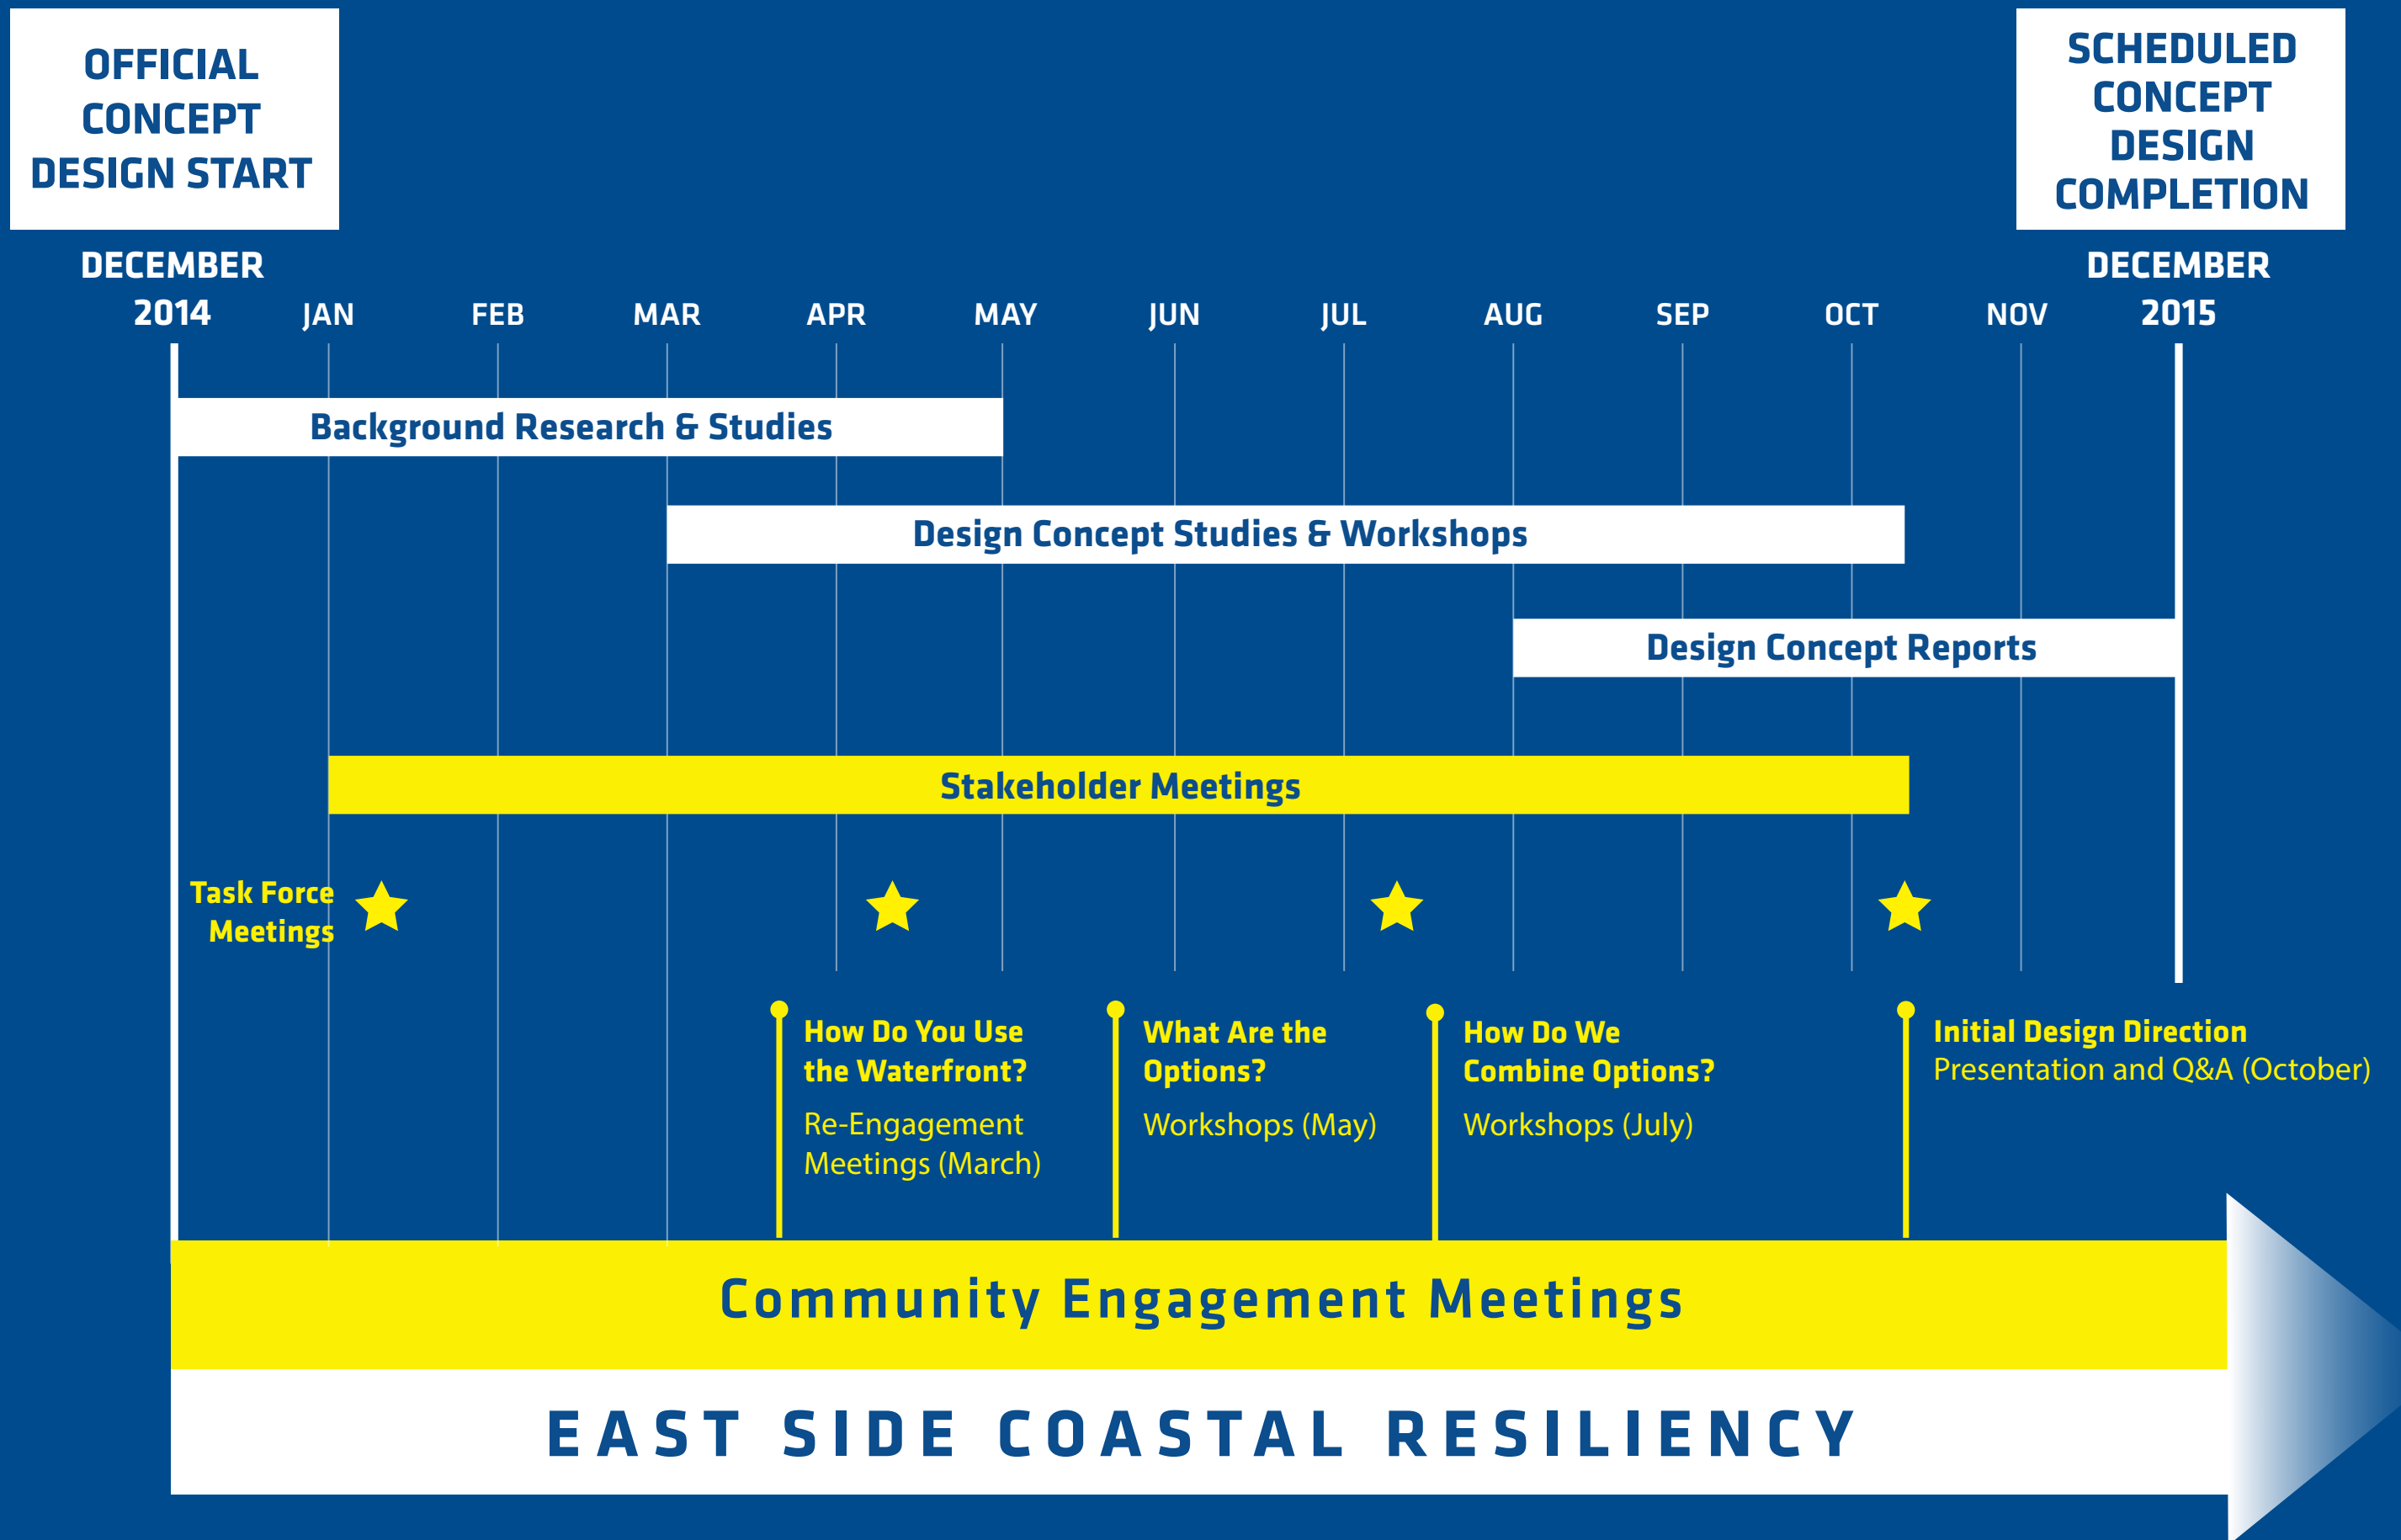 OFFICIAL
CONCEPT
DESIGN START
SCHEDULED
CONCEPT
DESIGN
COMPLETION
DECEMBER
2014
JAN
FEB
MAR
APR
MAY
JUN
JUL
AUG
SEP
OCT
NOV
DECEMBER
2015
Background Research & Studies
Design Concept Studies & Workshops
Design Concept Reports
Stakeholder Meetings
Task Force
Meetings
How Do You Use
the Waterfront?
Re-Engagement
Meetings (March)
What Are the
Options?
Workshops (May)
How Do We
Combine Options?
Workshops (July)
Initial Design Direction
Presentation and Q&A (October)
Community Engagement Meetings
EAST SIDE COASTAL RESILIENCY